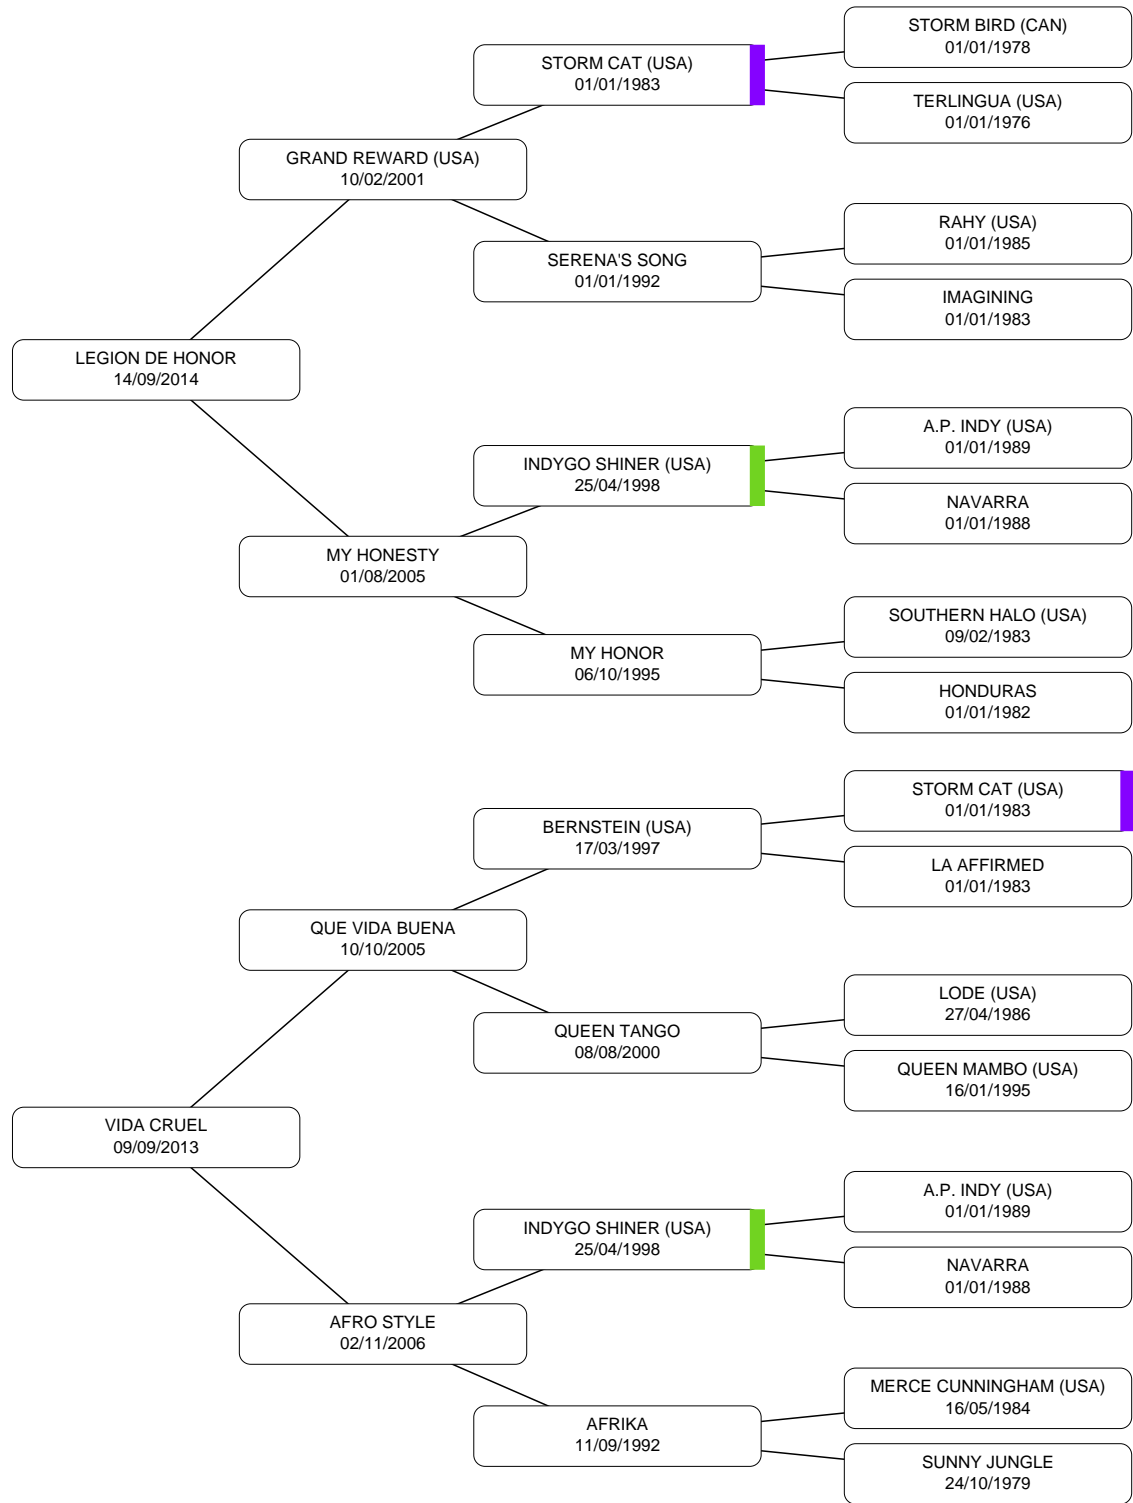 STORM BIRD (CAN)
01/01/1978
STORM CAT (USA)
01/01/1983
TERLINGUA (USA)
01/01/1976
GRAND REWARD (USA)
10/02/2001
RAHY (USA)
01/01/1985
SERENA'S SONG
01/01/1992
IMAGINING
01/01/1983
LEGION DE HONOR
14/09/2014
A.P. INDY (USA)
01/01/1989
INDYGO SHINER (USA)
25/04/1998
NAVARRA
01/01/1988
MY HONESTY
01/08/2005
SOUTHERN HALO (USA)
09/02/1983
MY HONOR
06/10/1995
HONDURAS
01/01/1982
STORM CAT (USA)
01/01/1983
BERNSTEIN (USA)
17/03/1997
LA AFFIRMED
01/01/1983
QUE VIDA BUENA
10/10/2005
LODE (USA)
27/04/1986
QUEEN TANGO
08/08/2000
QUEEN MAMBO (USA)
16/01/1995
VIDA CRUEL
09/09/2013
A.P. INDY (USA)
01/01/1989
INDYGO SHINER (USA)
25/04/1998
NAVARRA
01/01/1988
AFRO STYLE
02/11/2006
MERCE CUNNINGHAM (USA)
16/05/1984
AFRIKA
11/09/1992
SUNNY JUNGLE
24/10/1979